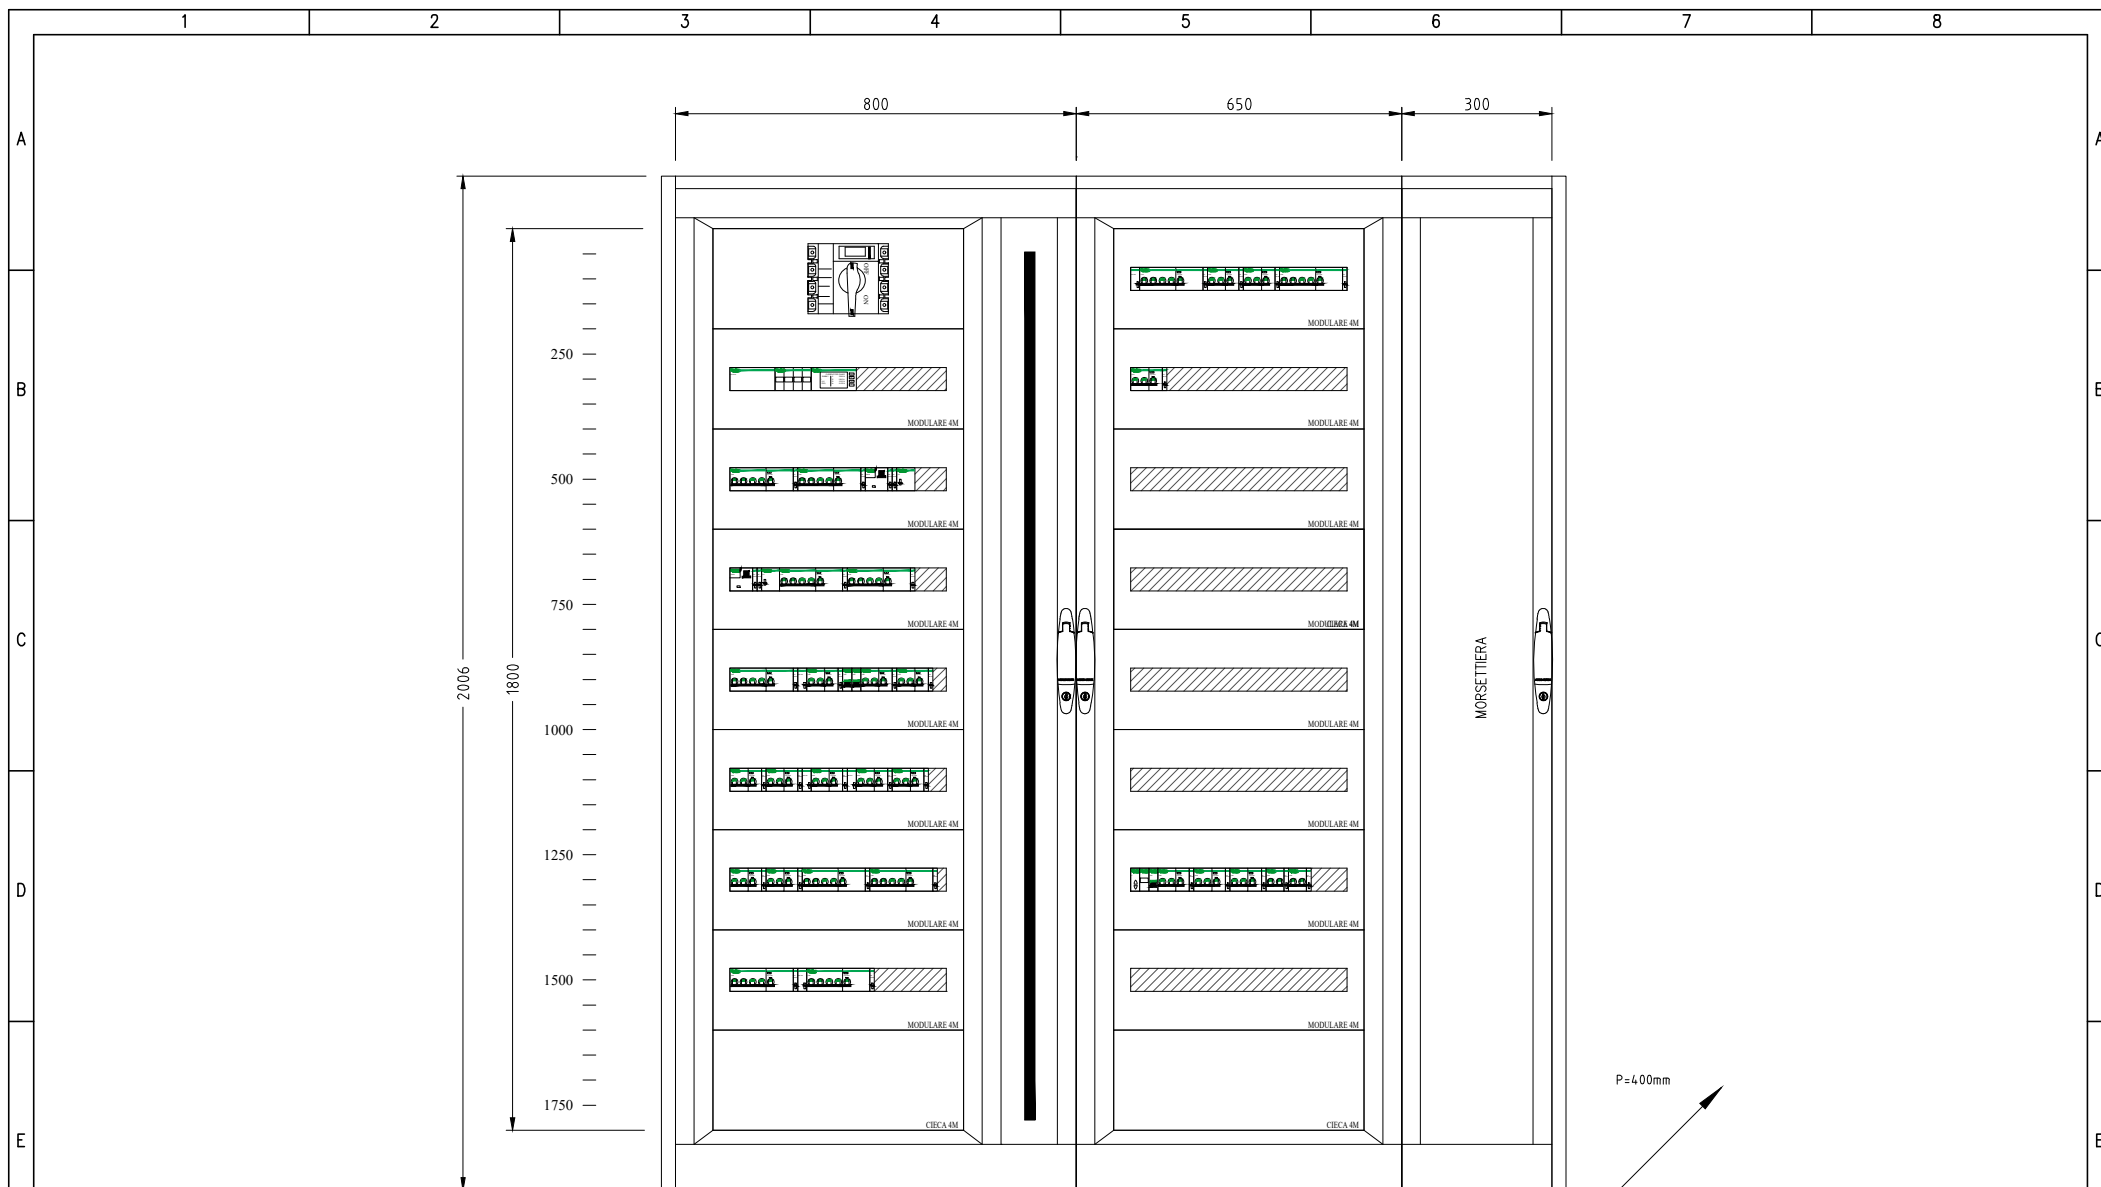 1 2 3 4 5 6 7 8
800 650 300
A
MODULARE 4M
B
250
MODULARE 4M MODULARE 4M
500
MODULARE 4M MODULARE 4M
750
MODULARE 4M
C
MORSETTIERA
2006
1800
MODULARE 4M MODULARE 4M
1000
MODULARE 4M MODULARE 4M
1250
D
MODULARE 4M MODULARE 4M
1500
MODULARE 4M MODULARE 4M
P=400mm
1750
CIECA 4M CIECA 4M
E
OFF
ON